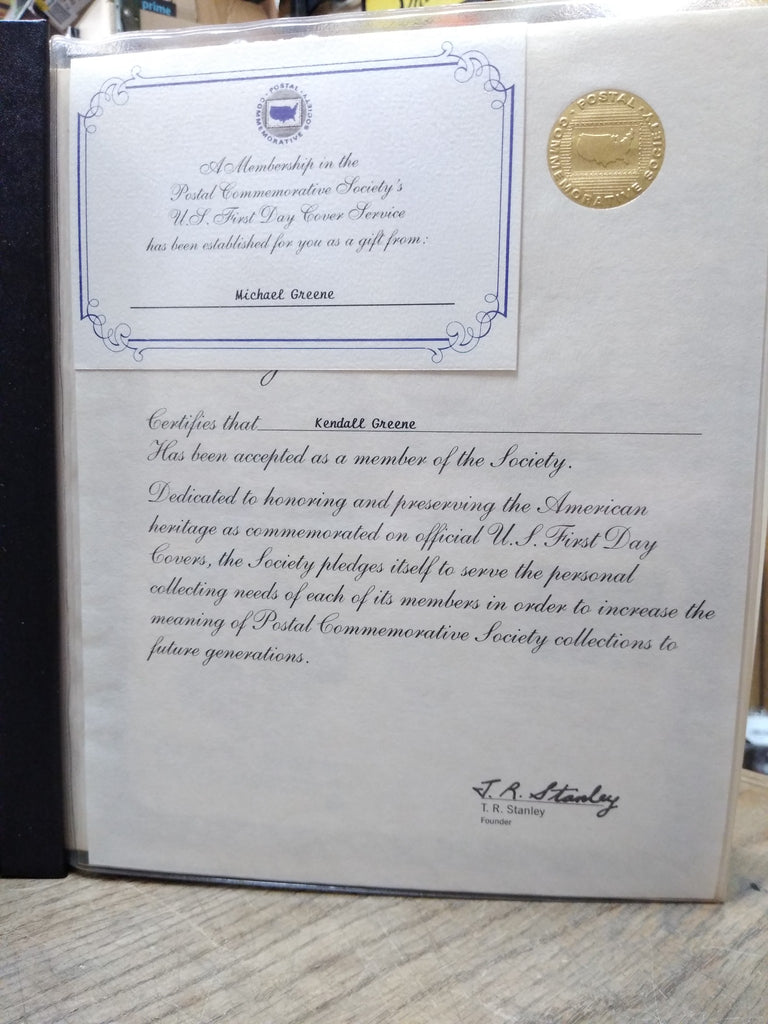 prime
POSTAL COMMEMORATIVE SOCIETY
A Membership in the
Postal Commemorative Society's
U.S. First Day Cover Service
has been established for you as a gift from:
Michael Greene
POSTAL COMMEMORATIVE SOCIETY
Certifies that Kendall Greene
Has been accepted as a member of the Society.
Dedicated to honoring and preserving the American
heritage as commemorated on official U.S. First Day
Covers, the Society pledges itself to serve the personal
collecting needs of each of its members in order to increase the
meaning of Postal Commemorative Society collections to
future generations.
T. R. Stanley
T. R. Stanley
Founder